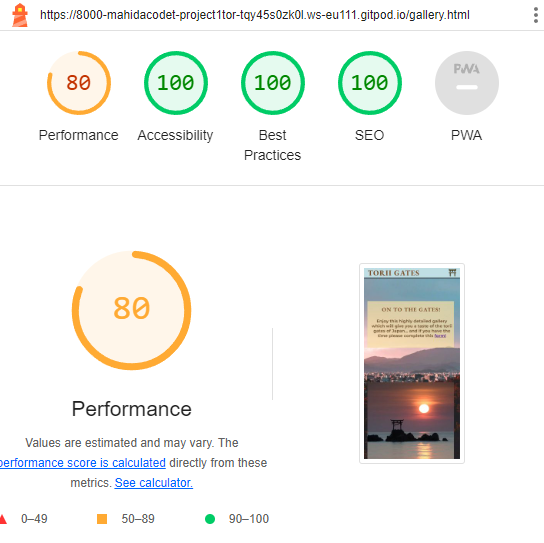 https://8000-mahidacodet-project1tor-tqy45s0zk0l.ws-eu111.gitpod.io/gallery.html
80
100
100
100
PWA
Performance
Accessibility
Best
Practices
SEO
PWA
80
TORII GATES
ON TO THE GATES!
Enjoy this highly detailed gallery
which will give you a taste of the torii
gates of Japan... and if you have the
time please complete this form!
Performance
Values are estimated and may vary. The
performance score is calculated directly from these
metrics. See calculator.
0–49
50–89
90–100